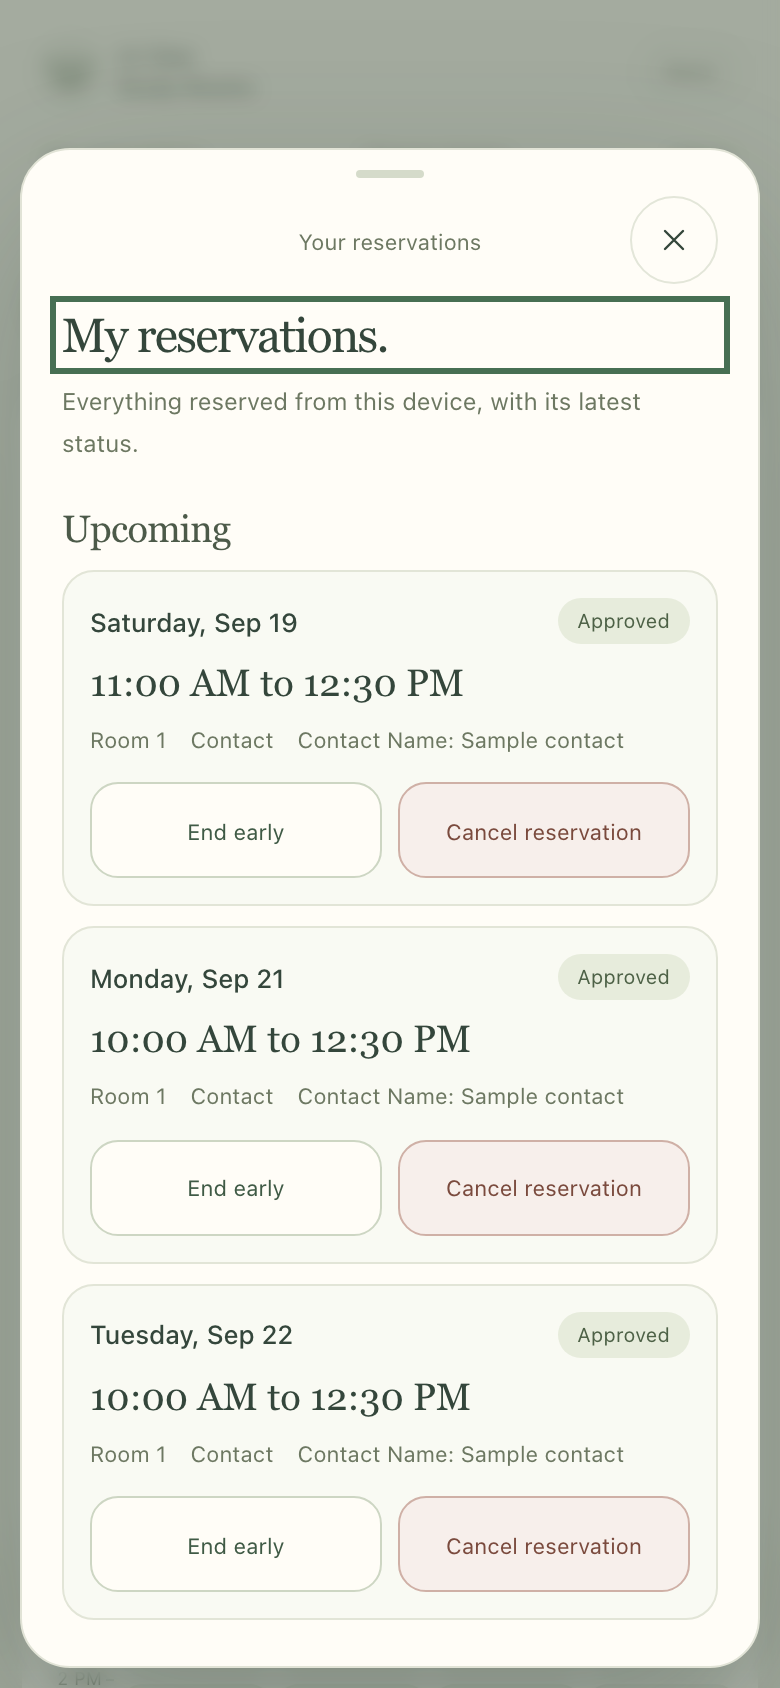 Your reservations
My reservations.
Everything reserved from this device, with its latest
status.
Upcoming
Saturday, Sep 19
Approved
11:00 AM to 12:30 PM
Room 1 Contact Contact Name: Sample contact
End early
Cancel reservation
Monday, Sep 21
Approved
10:00 AM to 12:30 PM
Room 1 Contact Contact Name: Sample contact
End early
Cancel reservation
Tuesday, Sep 22
Approved
10:00 AM to 12:30 PM
Room 1 Contact Contact Name: Sample contact
End early
Cancel reservation
2 PM